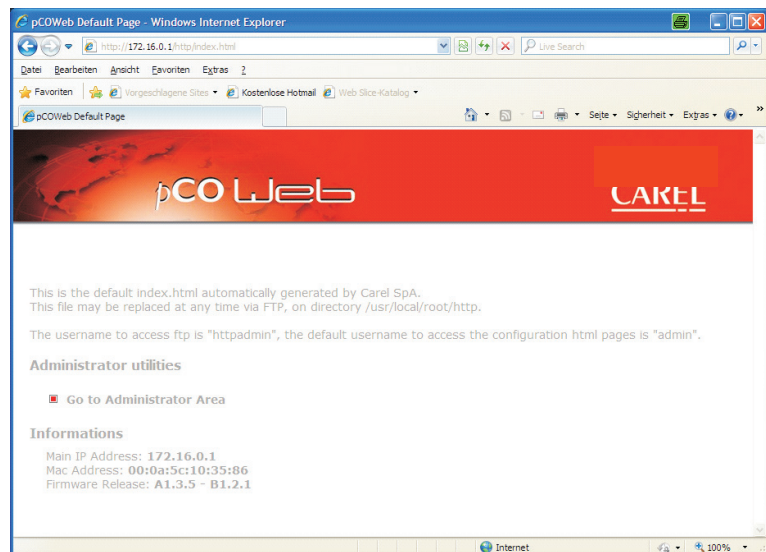 pCOWeb Default Page - Windows Internet Explorer
http://172.16.0.1/http/index.html
Live Search
Datei Bearbeiten Ansicht Favoriten Extras ?
Favoriten Vorgeschlagene Sites Kostenlose Hotmail Web Slice-Katalog
pCOWeb Default Page
Seite Sicherheit Extras »
pCO Web
CAREL
This is the default index.html automatically generated by Carel SpA.
This file may be replaced at any time via FTP, on directory /usr/local/root/http.
The username to access ftp is "httpadmin", the default username to access the configuration html pages is "admin".
Administrator utilities
Go to Administrator Area
Informations
Main IP Address: 172.16.0.1
Mac Address: 00:0a:5c:10:35:86
Firmware Release: A1.3.5 - B1.2.1
Internet
100%